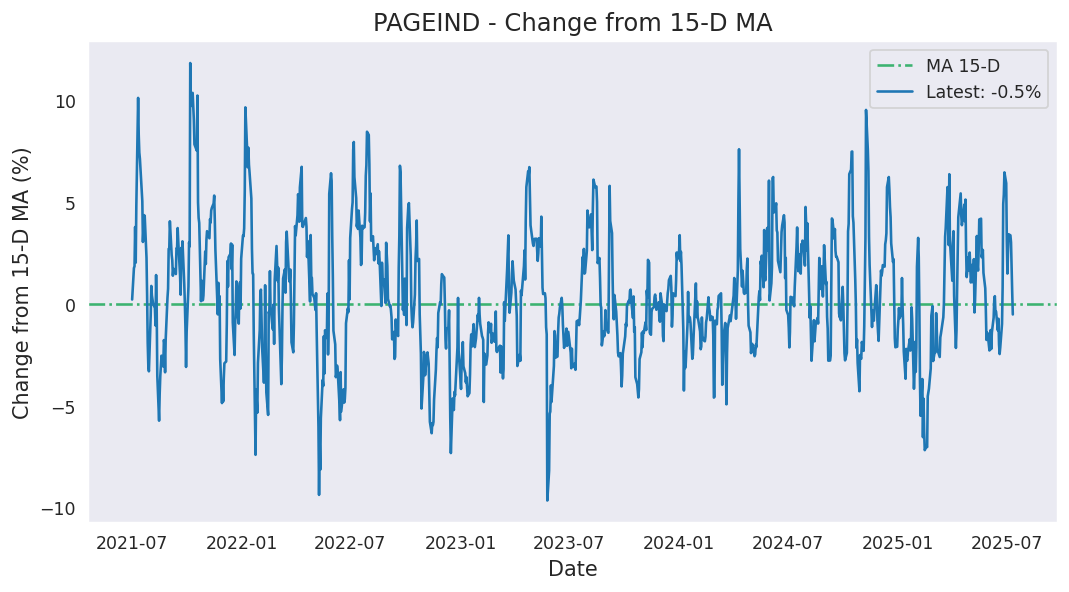 PAGEIND - Change from 15-D MA
MA 15-D
Latest: -0.5%
Change from 15-D MA (%)
10
5
0
−5
−10
2021-07 2022-01 2022-07 2023-01 2023-07 2024-01 2024-07 2025-01 2025-07
Date